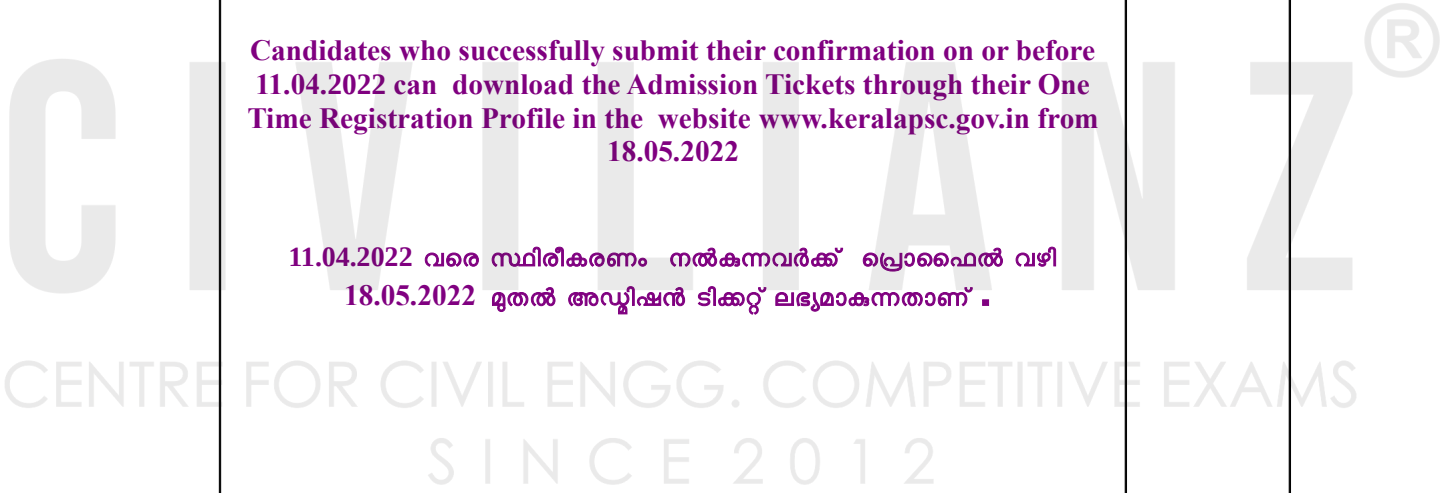 CIVILIANZ®
Candidates who successfully submit their confirmation on or before
11.04.2022 can download the Admission Tickets through their One
Time Registration Profile in the website www.keralapsc.gov.in from
18.05.2022
11.04.2022 വരെ സ്ഥിരീകരണം നൽകുന്നവർക്ക് പ്രൊഫൈൽ വഴി
18.05.2022 മുതൽ അഡ്മിഷൻ ടിക്കറ്റ് ലഭ്യമാകുന്നതാണ് .
CENTRE FOR CIVIL ENGG. COMPETITIVE EXAMS
SINCE 2012